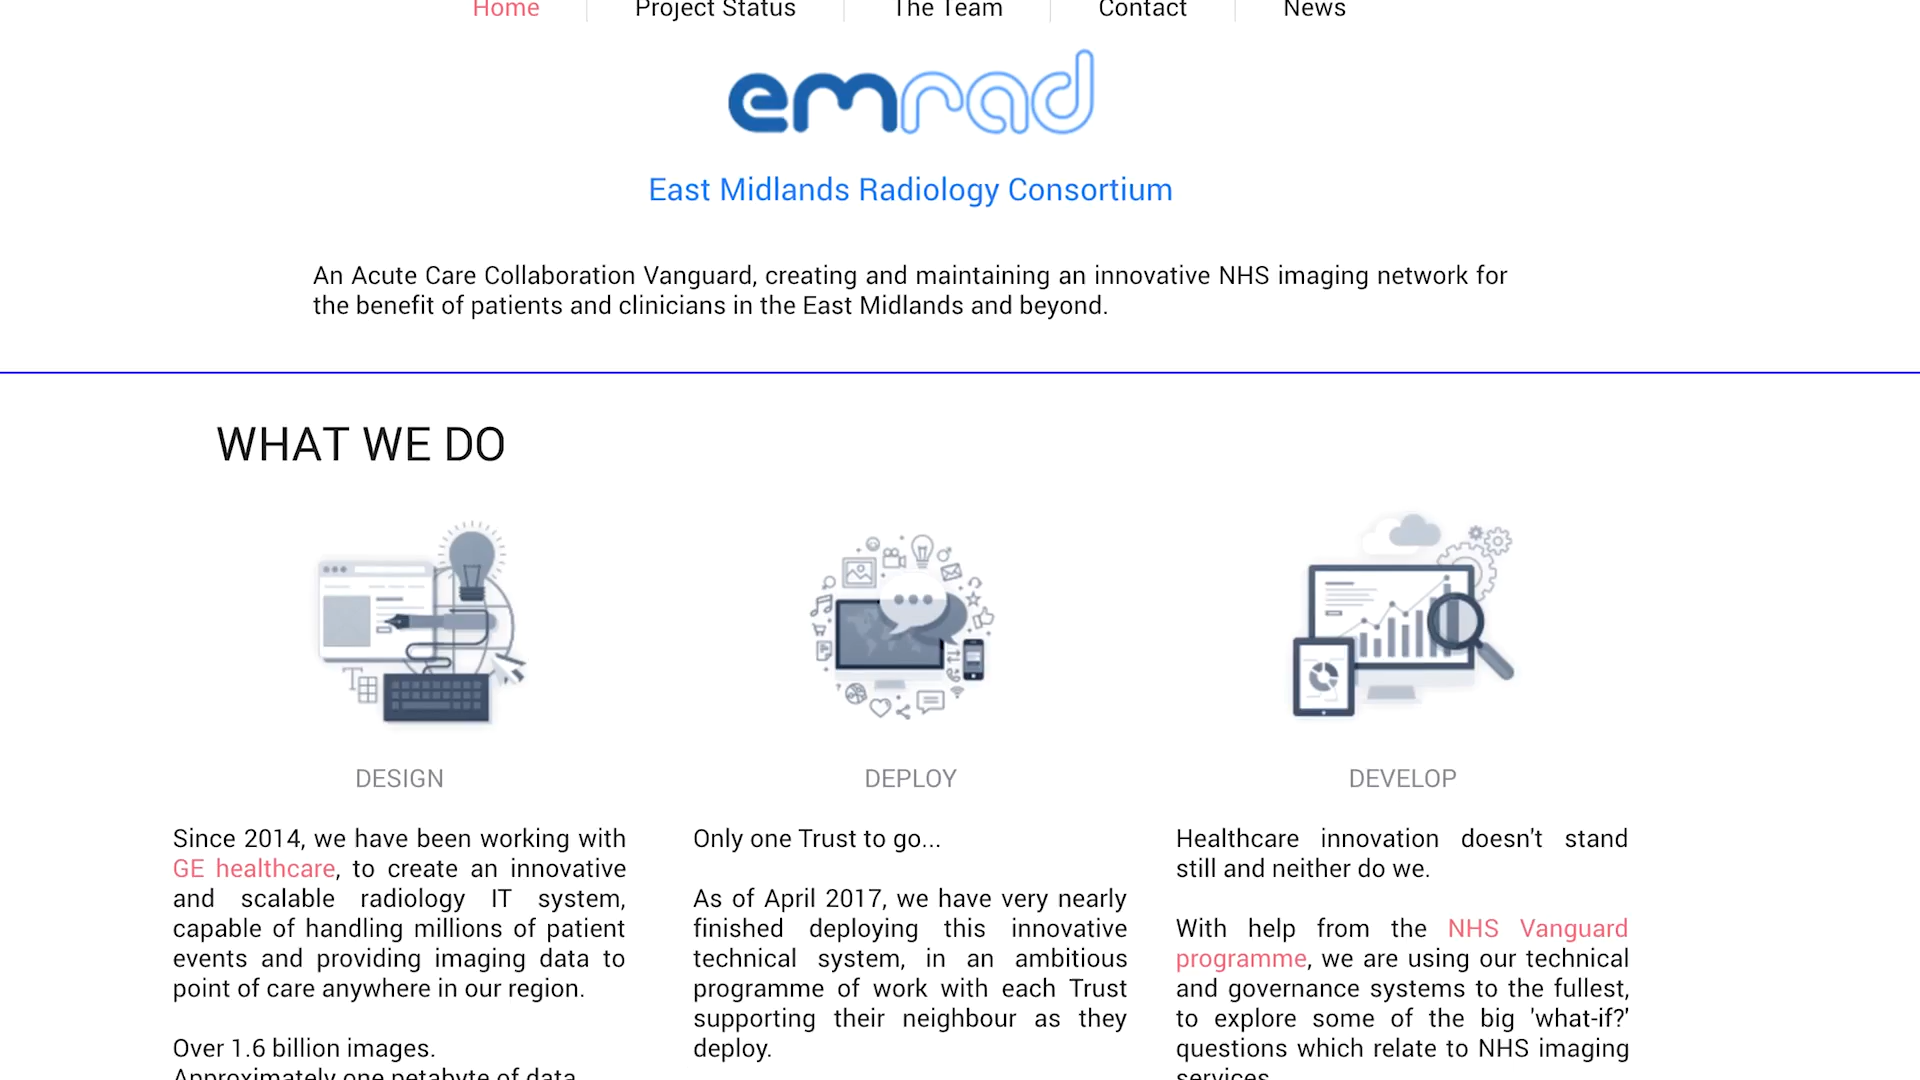 Home Project Status The Team Contact News
emrad
East Midlands Radiology Consortium
An Acute Care Collaboration Vanguard, creating and maintaining an innovative NHS imaging network for
the benefit of patients and clinicians in the East Midlands and beyond.
WHAT WE DO
DESIGN
Since 2014, we have been working with
GE healthcare, to create an innovative
and scalable radiology IT system,
capable of handling millions of patient
events and providing imaging data to
point of care anywhere in our region.
Over 1.6 billion images.
Approximately one petabyte of data
DEPLOY
Only one Trust to go...
As of April 2017, we have very nearly
finished deploying this innovative
technical system, in an ambitious
programme of work with each Trust
supporting their neighbour as they
deploy.
DEVELOP
Healthcare innovation doesn't stand
still and neither do we.
With help from the NHS Vanguard
programme, we are using our technical
and governance systems to the fullest,
to explore some of the big 'what-if?'
questions which relate to NHS imaging
services